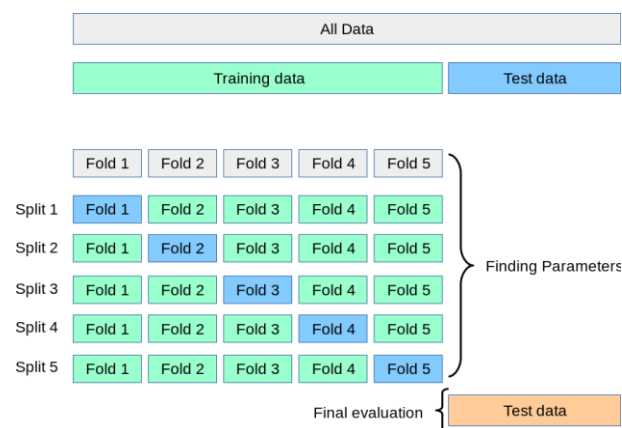 All Data
Training data Test data
Fold 1 Fold 2 Fold 3 Fold 4 Fold 5
Split 1 Fold 1 Fold 2 Fold 3 Fold 4 Fold 5
Split 2 Fold 1 Fold 2 Fold 3 Fold 4 Fold 5
Finding Parameters
Split 3 Fold 1 Fold 2 Fold 3 Fold 4 Fold 5
Split 4 Fold 1 Fold 2 Fold 3 Fold 4 Fold 5
Split 5 Fold 1 Fold 2 Fold 3 Fold 4 Fold 5
Final evaluation Test data